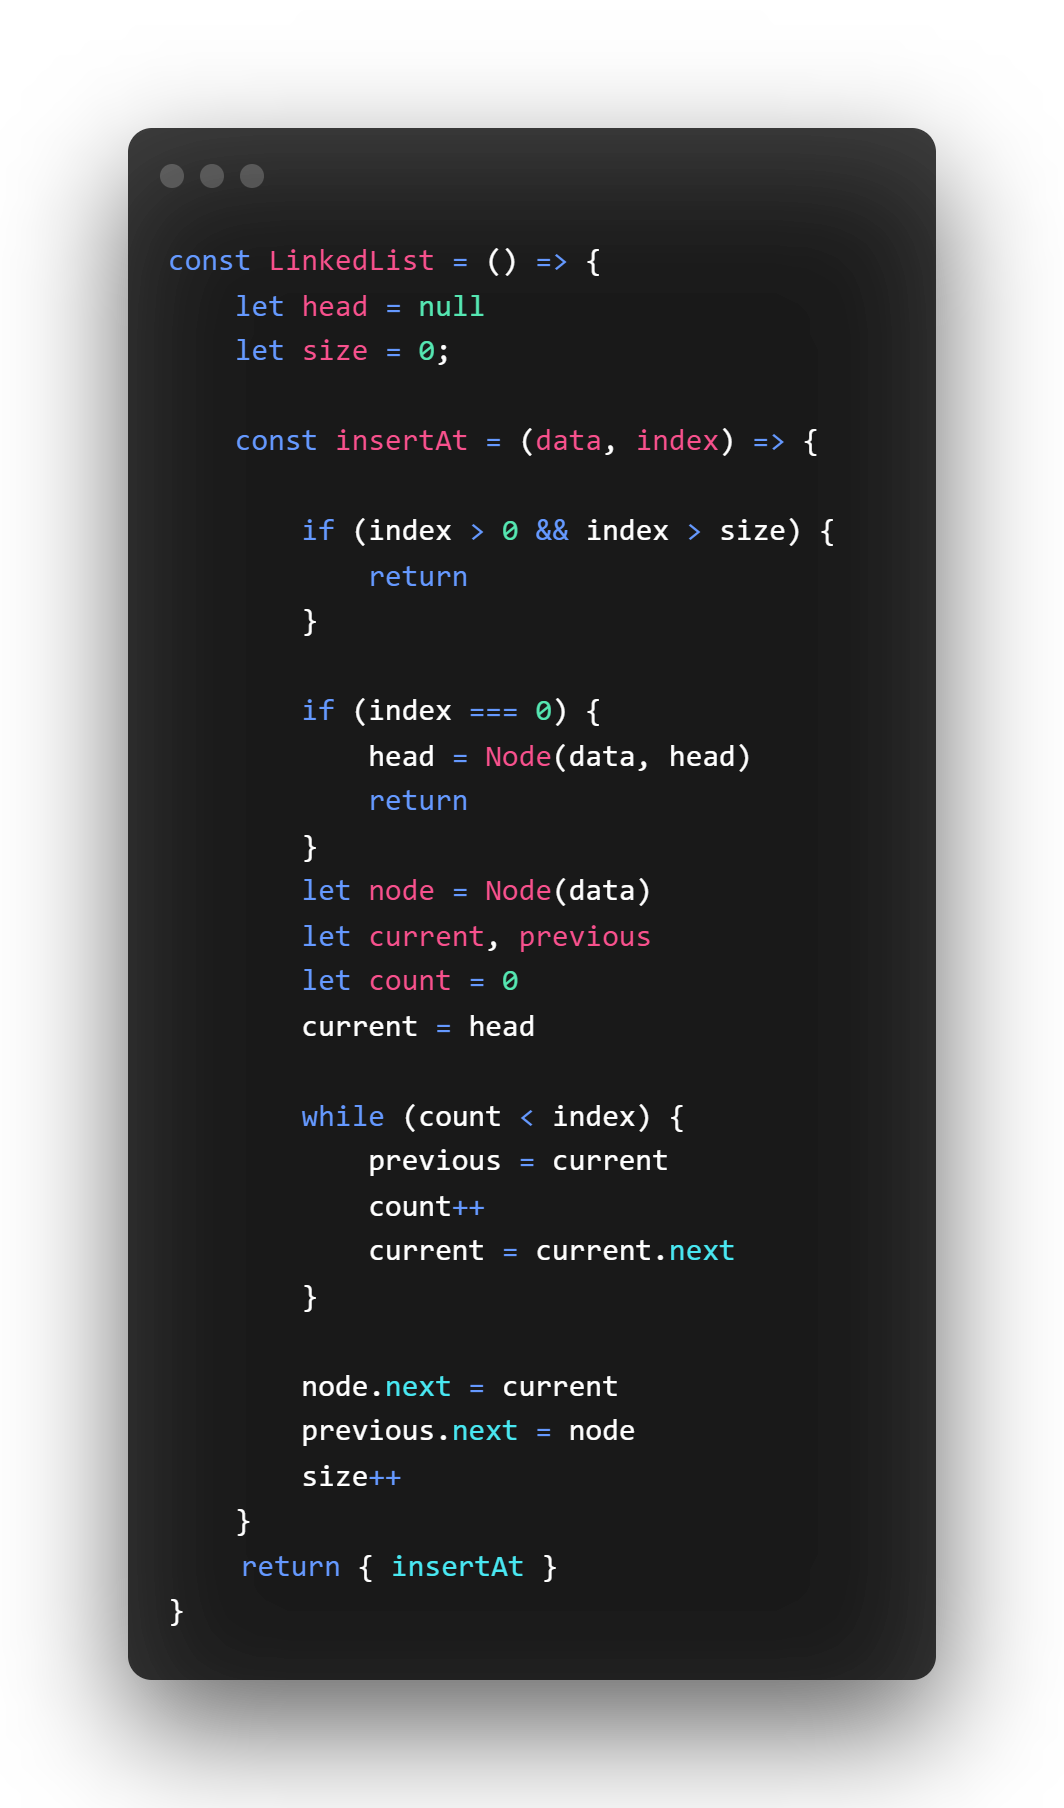 const LinkedList = () => {
    let head = null
    let size = 0;

    const insertAt = (data, index) => {

        if (index > 0 && index > size) {
            return
        }

        if (index === 0) {
            head = Node(data, head)
            return
        }
        let node = Node(data)
        let current, previous
        let count = 0
        current = head

        while (count < index) {
            previous = current
            count++
            current = current.next
        }

        node.next = current
        previous.next = node
        size++
    }
    return { insertAt }
}